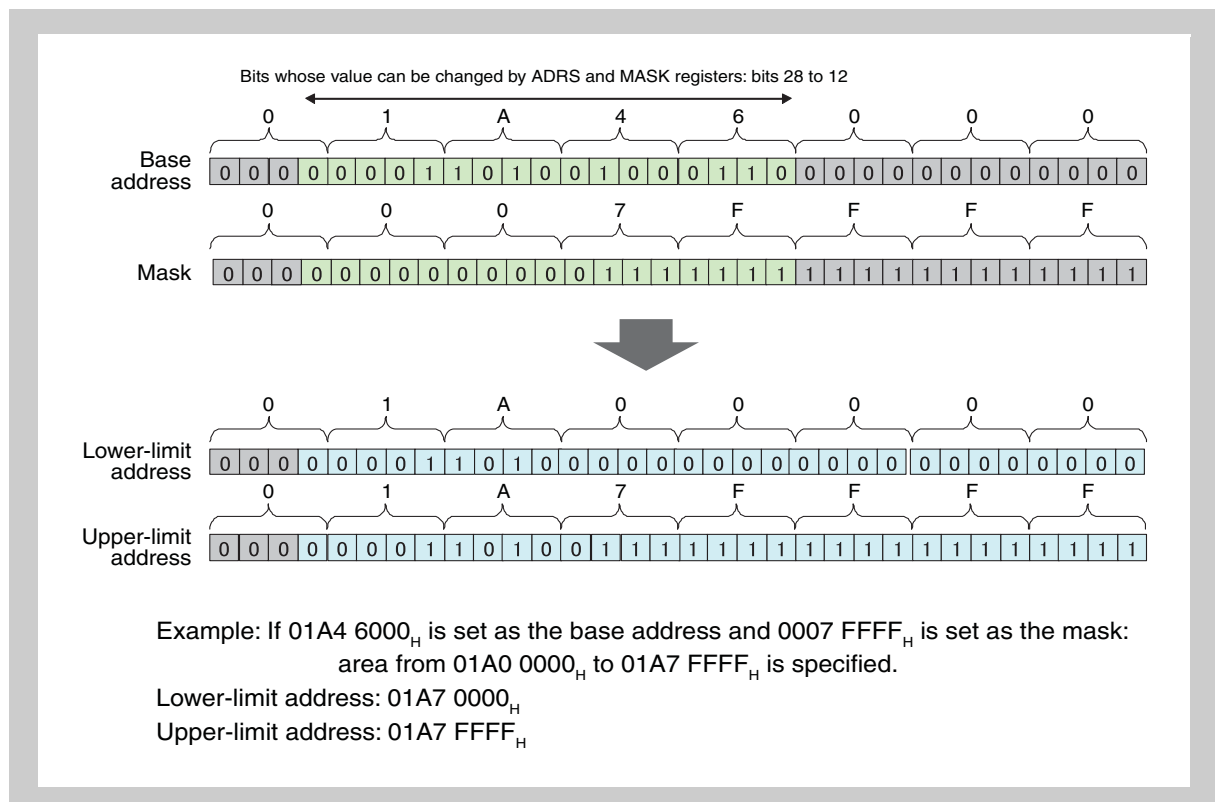 Bits whose value can be changed by ADRS and MASK registers: bits 28 to 12
0 1 A 4 6 0 0 0
Base address
0 0 0 0 0 0 0 1 1 0 1 0 0 1 0 0 0 1 1 0 0 0 0 0 0 0 0 0 0 0 0 0
0 0 0 7 F F F F
Mask
0 0 0 0 0 0 0 0 0 0 0 0 0 1 1 1 1 1 1 1 1 1 1 1 1 1 1 1 1 1 1 1
0 1 A 0 0 0 0 0
Lower-limit address
0 0 0 0 0 0 0 1 1 0 1 0 0 0 0 0 0 0 0 0 0 0 0 0 0 0 0 0 0 0 0 0
0 1 A 7 F F F F
Upper-limit address
0 0 0 0 0 0 0 1 1 0 1 0 0 1 1 1 1 1 1 1 1 1 1 1 1 1 1 1 1 1 1 1
Example: If 01A4 6000H is set as the base address and 0007 FFFFH is set as the mask:
area from 01A0 0000H to 01A7 FFFFH is specified.
Lower-limit address: 01A7 0000H
Upper-limit address: 01A7 FFFFH